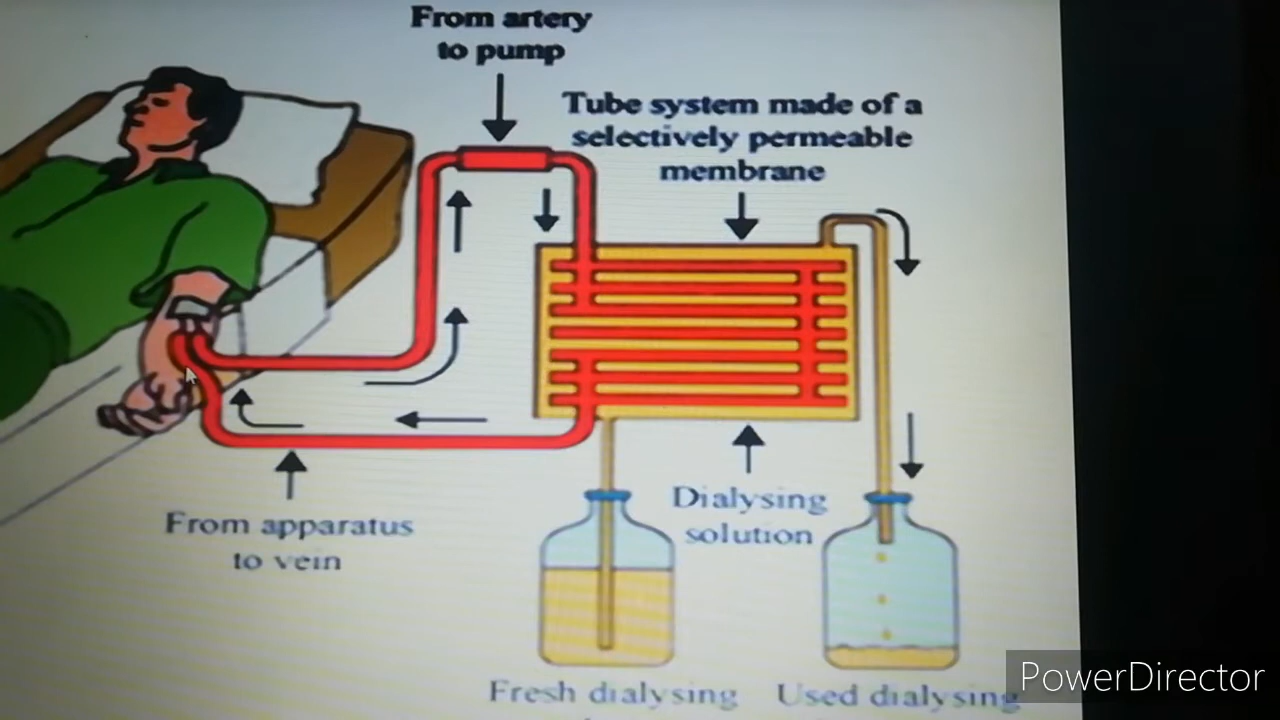 From artery
to pump
Tube system made of a
selectively permeable
membrane
Dialysing
solution
From apparatus
to vein
Fresh dialysing
Used dialysing
PowerDirector